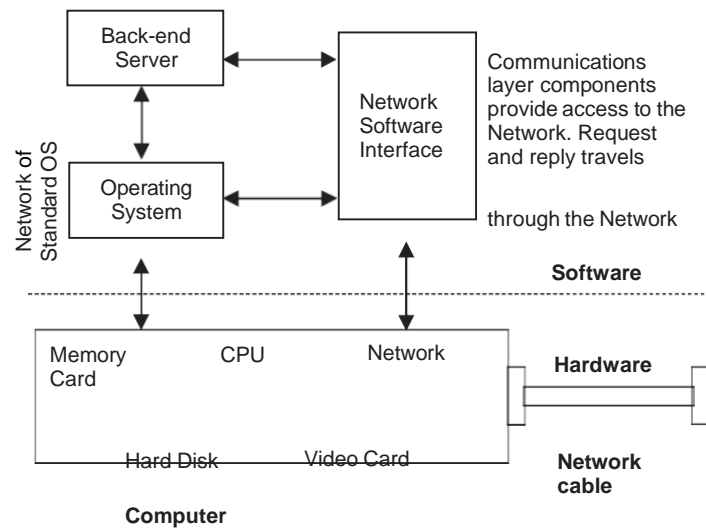 Back-end
Server
Network
Software
Interface
Communications
layer components
provide access to the
Network. Request
and reply travels
through the Network
Network of
Standard OS
Operating
System
Software
Memory
Card
CPU
Network
Hardware
Hard Disk
Video Card
Network
cable
Computer